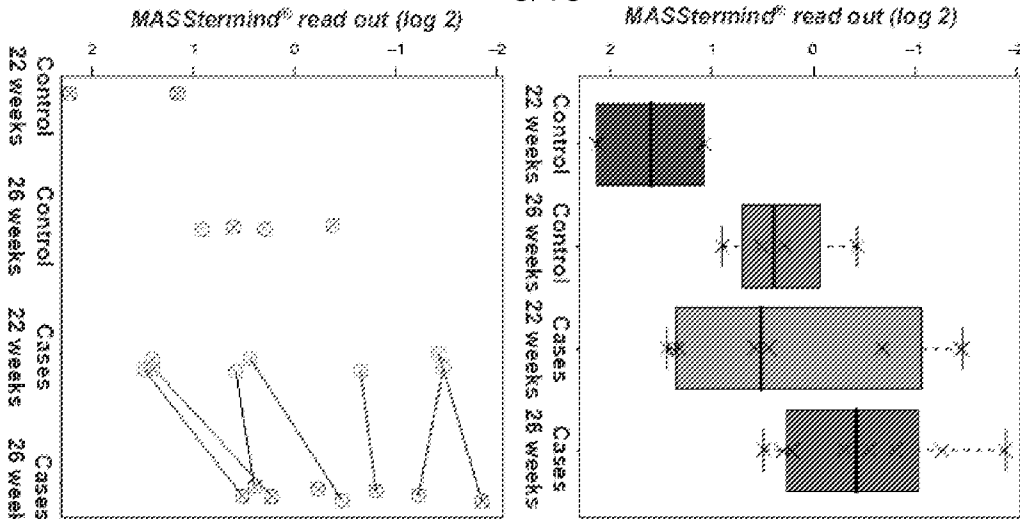 MASStermind® read out (log 2)
2 1 0 -1 -2
Control
22 weeks
Control
26 weeks
Cases
22 weeks
Cases
26 week
MASStermind® read out (log 2)
2 1 0 -1 -2
Control
22 weeks
Control
26 weeks
Cases
22 weeks
Cases
26 weeks